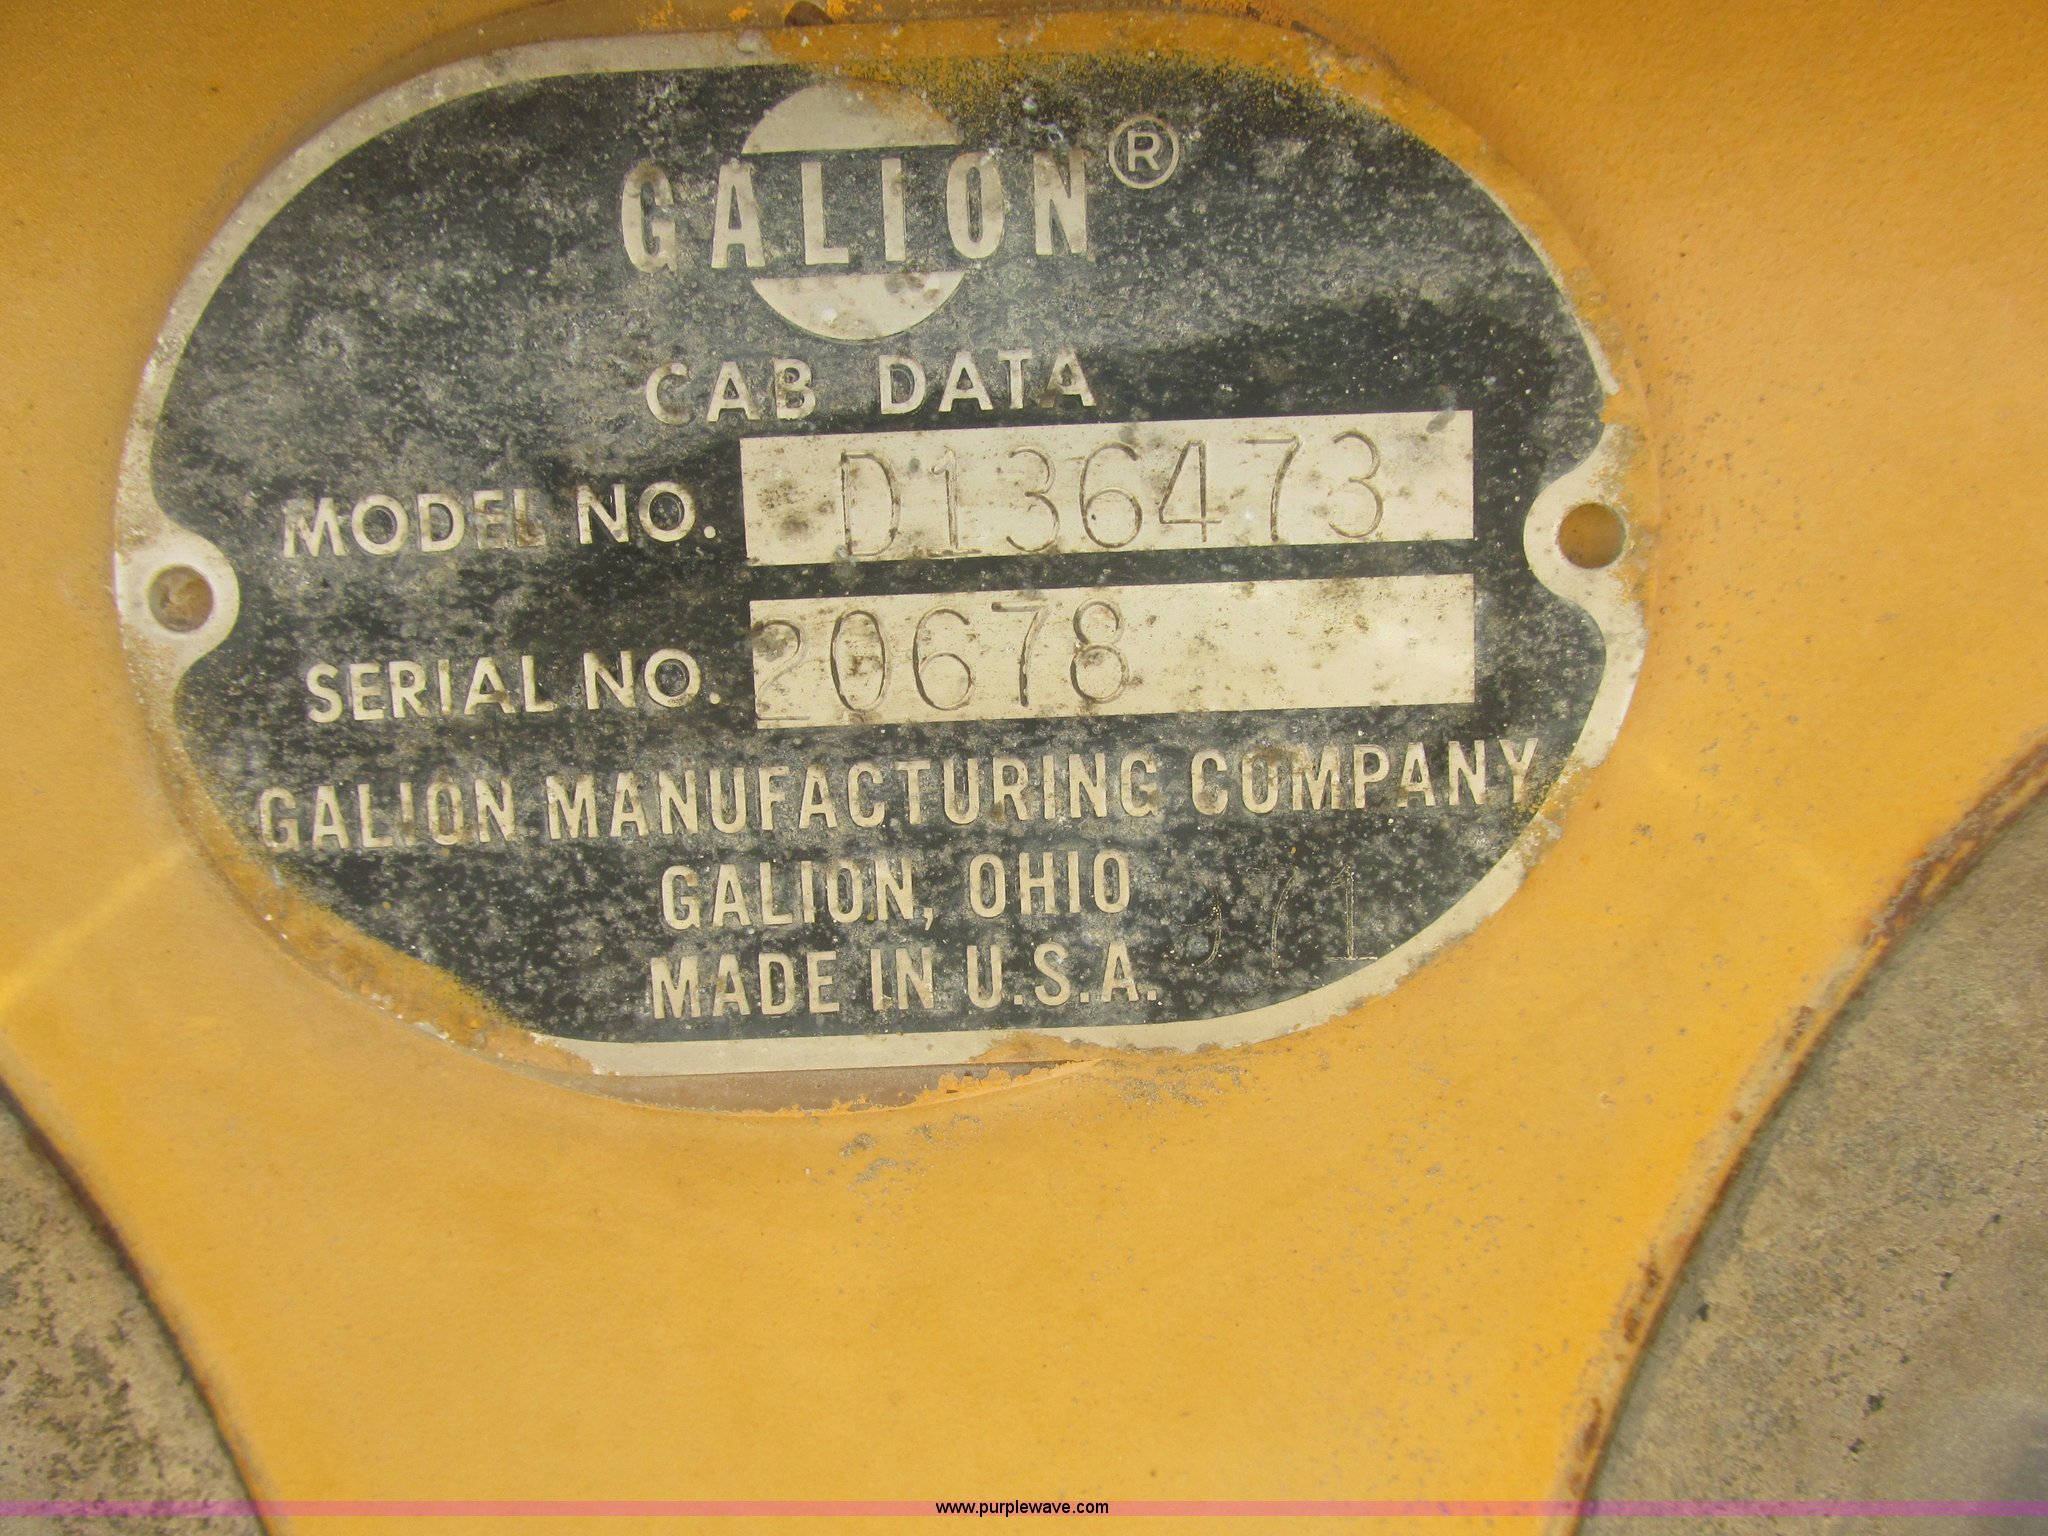 GALION ®
CAB DATA
MODEL NO. D136473
SERIAL NO. 20678
GALION MANUFACTURING COMPANY
GALION, OHIO
971
MADE IN U.S.A.
www.purplewave.com